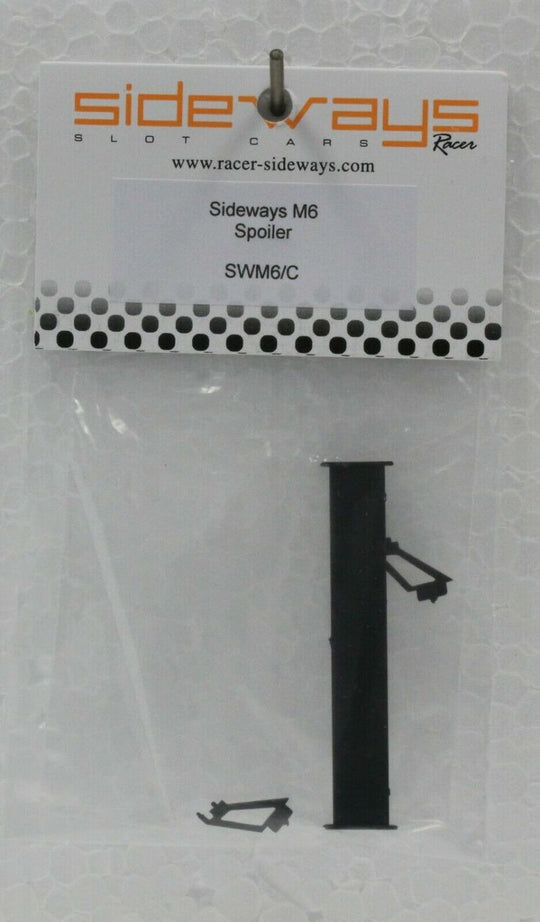 sideways
SLOT CARS Racer
www.racer-sideways.com
Sideways M6
Spoiler
SWM6/C